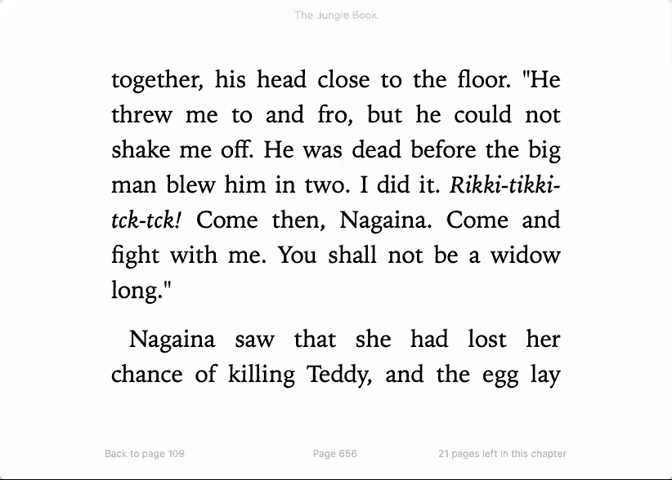 The Jungle Book
together, his head close to the floor. "He
threw me to and fro, but he could not
shake me off. He was dead before the big
man blew him in two. I did it. Rikki-tikki-
tck-tck! Come then, Nagaina. Come and
fight with me. You shall not be a widow
long."
Nagaina saw that she had lost her
chance of killing Teddy, and the egg lay
Back to page 109 Page 656 21 pages left in this chapter